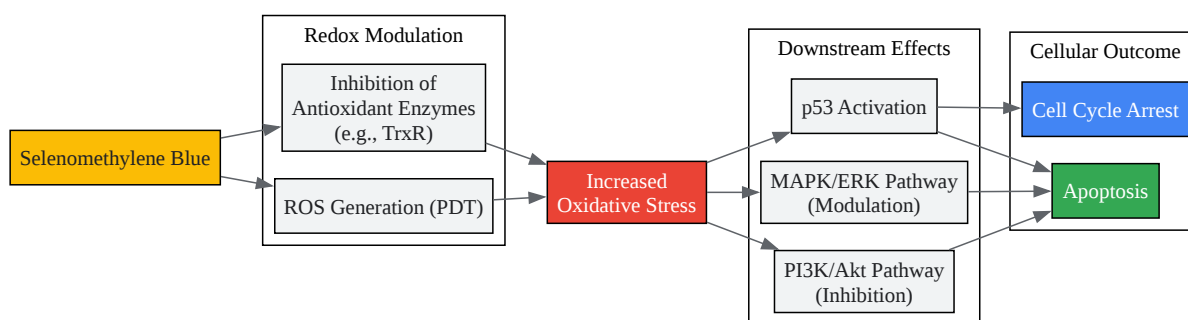 Selenomethylene Blue
Redox Modulation
Inhibition of
Antioxidant Enzymes
(e.g., TrxR)
ROS Generation (PDT)
Increased
Oxidative Stress
Downstream Effects
p53 Activation
MAPK/ERK Pathway
(Modulation)
PI3K/Akt Pathway
(Inhibition)
Cellular Outcome
Cell Cycle Arrest
Apoptosis